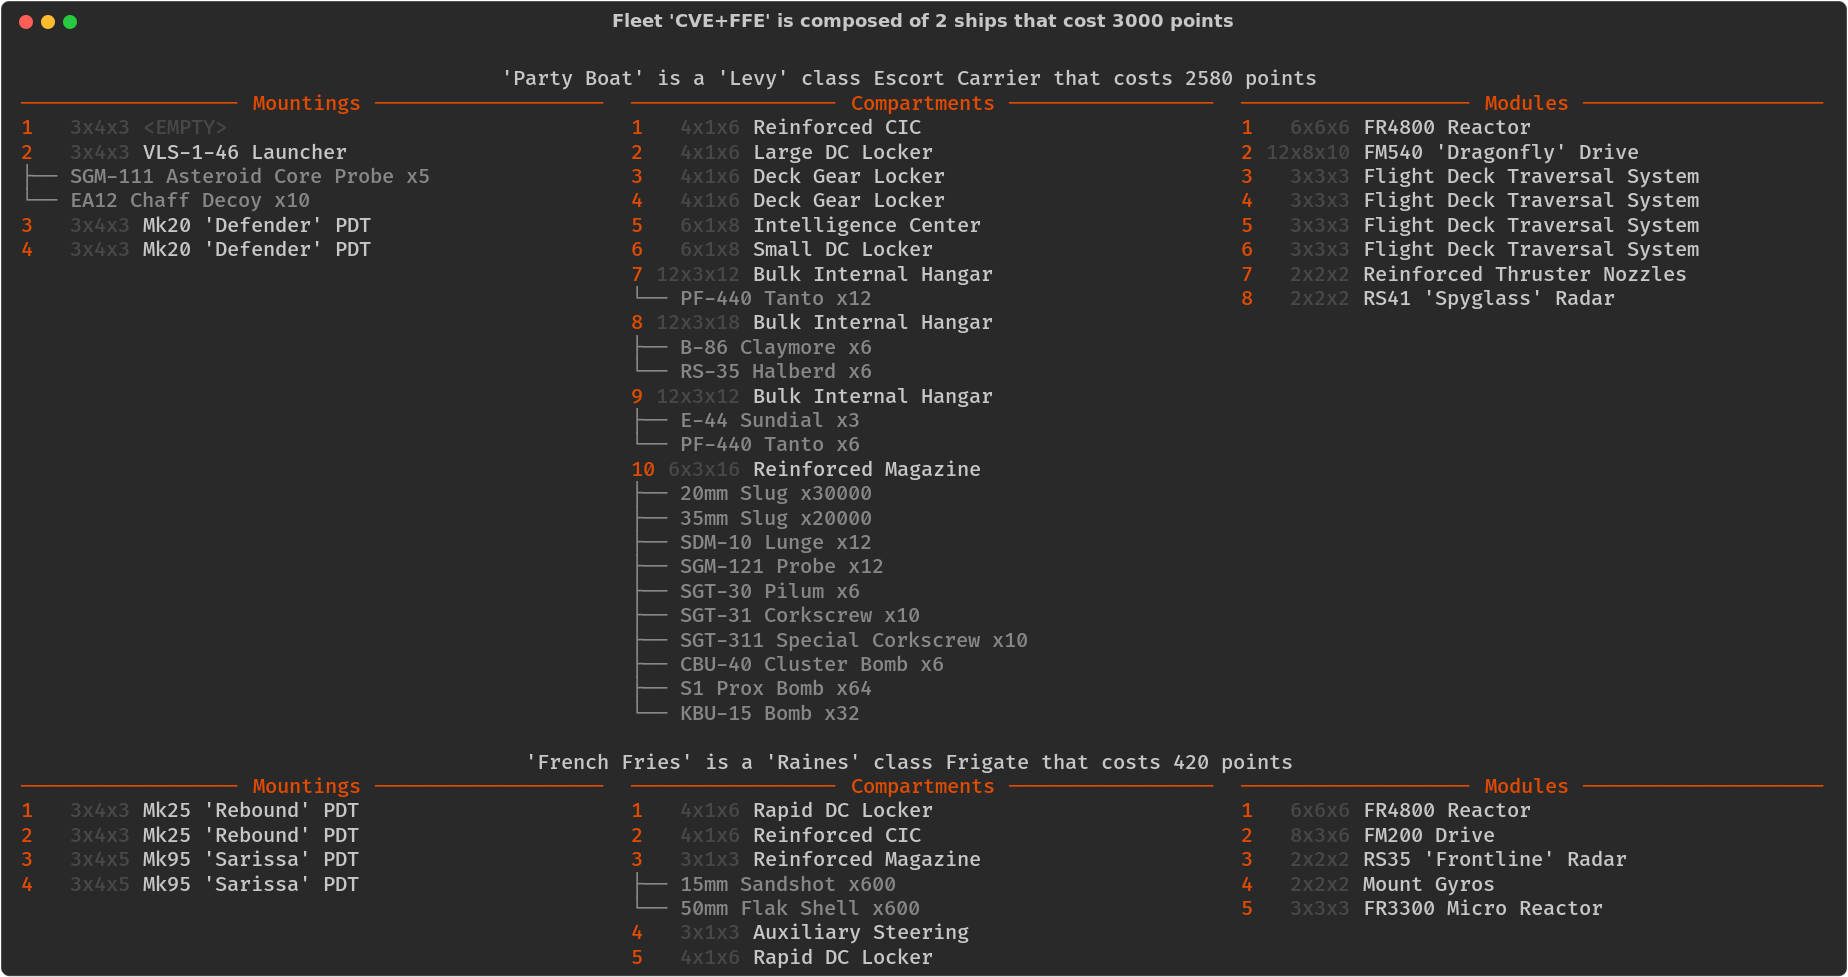 Fleet 'CVE+FFE' is composed of 2 ships that cost 3000 points
'Party Boat' is a 'Levy' class Escort Carrier that costs 2580 points
Mountings
1 3x4x3 <EMPTY>
2 3x4x3 VLS-1-46 Launcher
SGM-111 Asteroid Core Probe x5
EA12 Chaff Decoy x10
3 3x4x3 Mk20 'Defender' PDT
4 3x4x3 Mk20 'Defender' PDT
Compartments
1 4x1x6 Reinforced CIC
2 4x1x6 Large DC Locker
3 4x1x6 Deck Gear Locker
4 4x1x6 Deck Gear Locker
5 6x1x8 Intelligence Center
6 6x1x8 Small DC Locker
7 12x3x12 Bulk Internal Hangar
PF-440 Tanto x12
8 12x3x18 Bulk Internal Hangar
B-86 Claymore x6
RS-35 Halberd x6
9 12x3x12 Bulk Internal Hangar
E-44 Sundial x3
PF-440 Tanto x6
10 6x3x16 Reinforced Magazine
20mm Slug x30000
35mm Slug x20000
SDM-10 Lunge x12
SGM-121 Probe x12
SGT-30 Pilum x6
SGT-31 Corkscrew x10
SGT-311 Special Corkscrew x10
CBU-40 Cluster Bomb x6
S1 Prox Bomb x64
KBU-15 Bomb x32
Modules
1 6x6x6 FR4800 Reactor
2 12x8x10 FM540 'Dragonfly' Drive
3 3x3x3 Flight Deck Traversal System
4 3x3x3 Flight Deck Traversal System
5 3x3x3 Flight Deck Traversal System
6 3x3x3 Flight Deck Traversal System
7 2x2x2 Reinforced Thruster Nozzles
8 2x2x2 RS41 'Spyglass' Radar
'French Fries' is a 'Raines' class Frigate that costs 420 points
Mountings
1 3x4x3 Mk25 'Rebound' PDT
2 3x4x3 Mk25 'Rebound' PDT
3 3x4x5 Mk95 'Sarissa' PDT
4 3x4x5 Mk95 'Sarissa' PDT
Compartments
1 4x1x6 Rapid DC Locker
2 4x1x6 Reinforced CIC
3 3x1x3 Reinforced Magazine
15mm Sandshot x600
50mm Flak Shell x600
4 3x1x3 Auxiliary Steering
5 4x1x6 Rapid DC Locker
Modules
1 6x6x6 FR4800 Reactor
2 8x3x6 FM200 Drive
3 2x2x2 RS35 'Frontline' Radar
4 2x2x2 Mount Gyros
5 3x3x3 FR3300 Micro Reactor